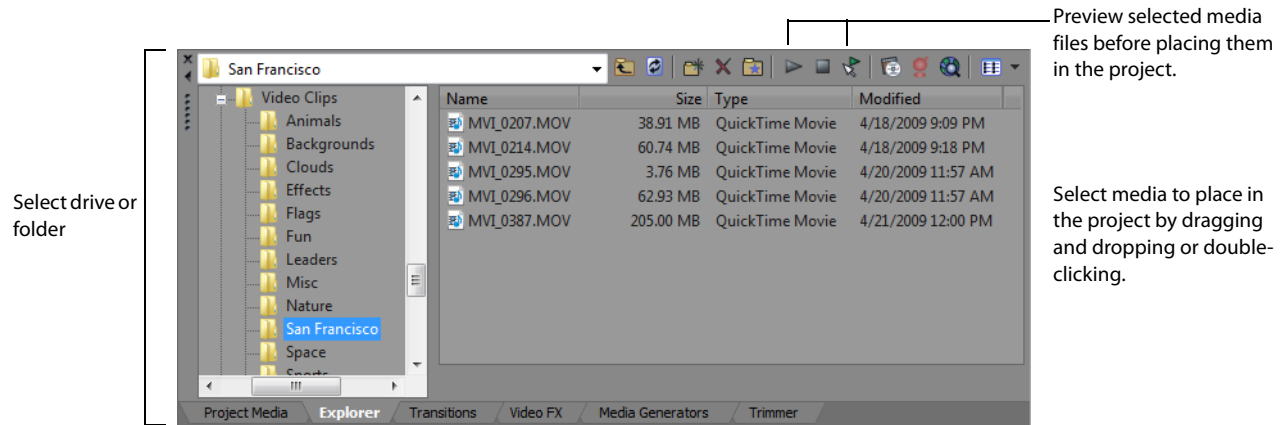 Preview selected media
files before placing them
in the project.
San Francisco
Video Clips
Animals
Backgrounds
Clouds
Effects
Flags
Fun
Leaders
Misc
Nature
San Francisco
Space
Sports
Name Size Type Modified
MVI_0207.MOV 38.91 MB QuickTime Movie 4/18/2009 9:09 PM
MVI_0214.MOV 60.74 MB QuickTime Movie 4/18/2009 9:18 PM
MVI_0295.MOV 3.76 MB QuickTime Movie 4/20/2009 11:57 AM
MVI_0296.MOV 62.93 MB QuickTime Movie 4/20/2009 11:57 AM
MVI_0387.MOV 205.00 MB QuickTime Movie 4/21/2009 12:00 PM
Select drive or
folder
Select media to place in
the project by dragging
and dropping or double-
clicking.
Project Media Explorer Transitions Video FX Media Generators Trimmer